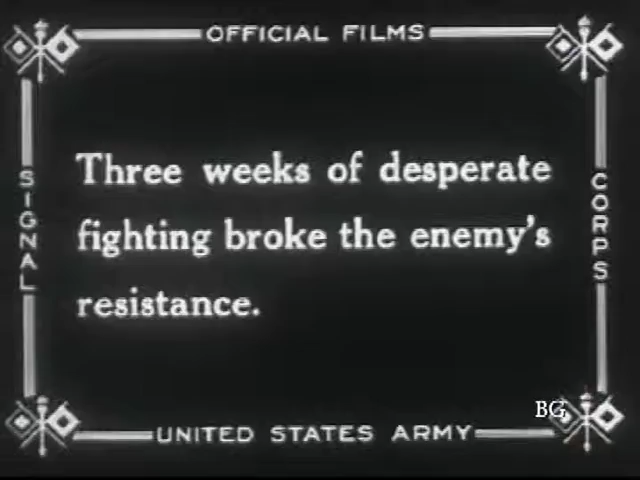 OFFICIAL FILMS
SIGNAL
CORPS
Three weeks of desperate
fighting broke the enemy's
resistance.
BG
UNITED STATES ARMY